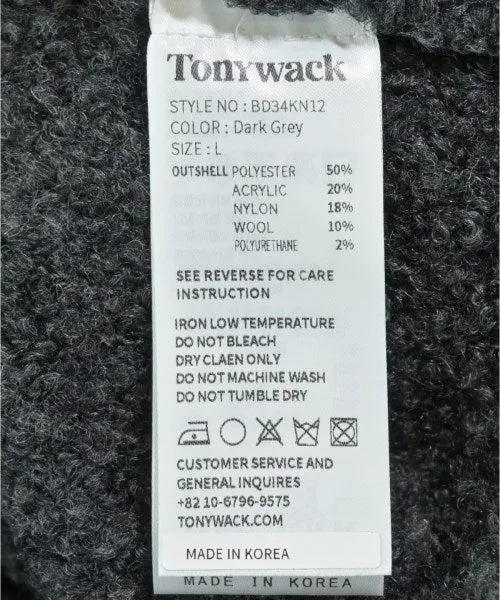 Tonywack
STYLE NO : BD34KN12
COLOR : Dark Grey
SIZE : L
OUTSHELL POLYESTER 50%
ACRYLIC 20%
NYLON 18%
WOOL 10%
POLYURETHANE 2%
SEE REVERSE FOR CARE
INSTRUCTION
IRON LOW TEMPERATURE
DO NOT BLEACH
DRY CLAEN ONLY
DO NOT MACHINE WASH
DO NOT TUMBLE DRY
CUSTOMER SERVICE AND
GENERAL INQUIRES
+82 10-6796-9575
TONYWACK.COM
MADE IN KOREA
MADE IN KOREA